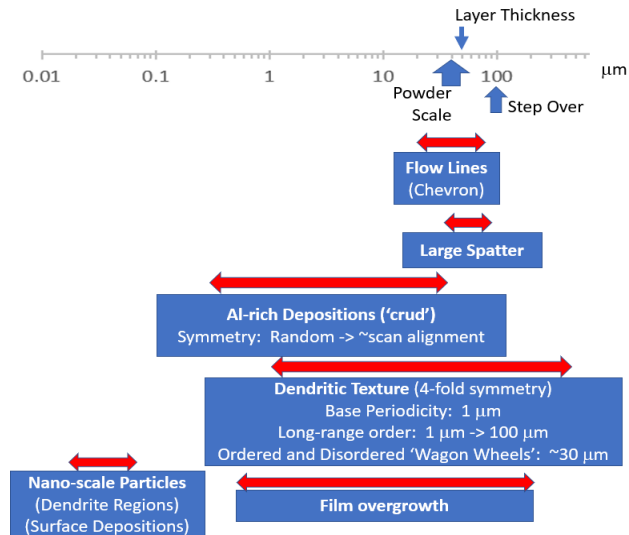 Layer Thickness
0.01 0.1 1 10 100 μm
Powder
Scale
Step Over
Flow Lines
(Chevron)
Large Spatter
Al-rich Depositions (‘crud’)
Symmetry: Random -> ~scan alignment
Dendritic Texture (4-fold symmetry)
Base Periodicity: 1 μm
Long-range order: 1 μm -> 100 μm
Ordered and Disordered ‘Wagon Wheels’: ~30 μm
Nano-scale Particles
(Dendrite Regions)
(Surface Depositions)
Film overgrowth